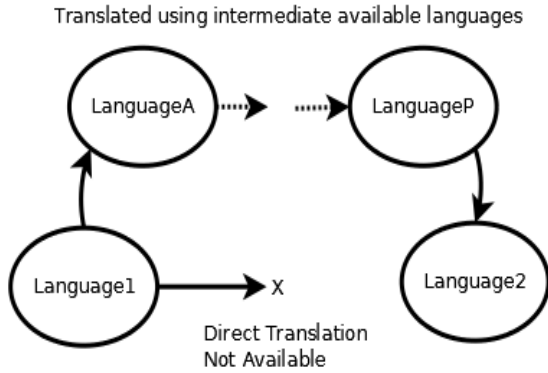 Translated using intermediate available languages
LanguageA
LanguageP
Language1
X
Language2
Direct Translation
Not Available